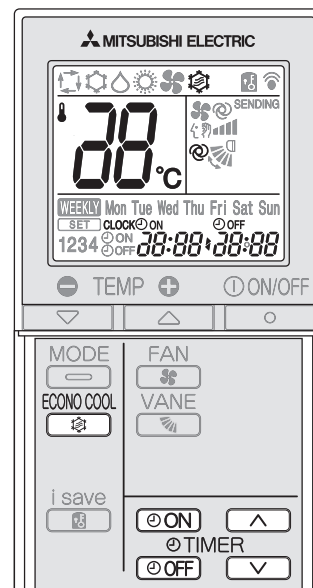 MITSUBISHI ELECTRIC
SENDING
88°C
WEEKLY Mon Tue Wed Thu Fri Sat Sun
SET CLOCK ON OFF
1234 ON OFF 88:88 88:88
TEMP ON/OFF
MODE FAN
ECONO COOL VANE
i save
ON
TIMER
OFF